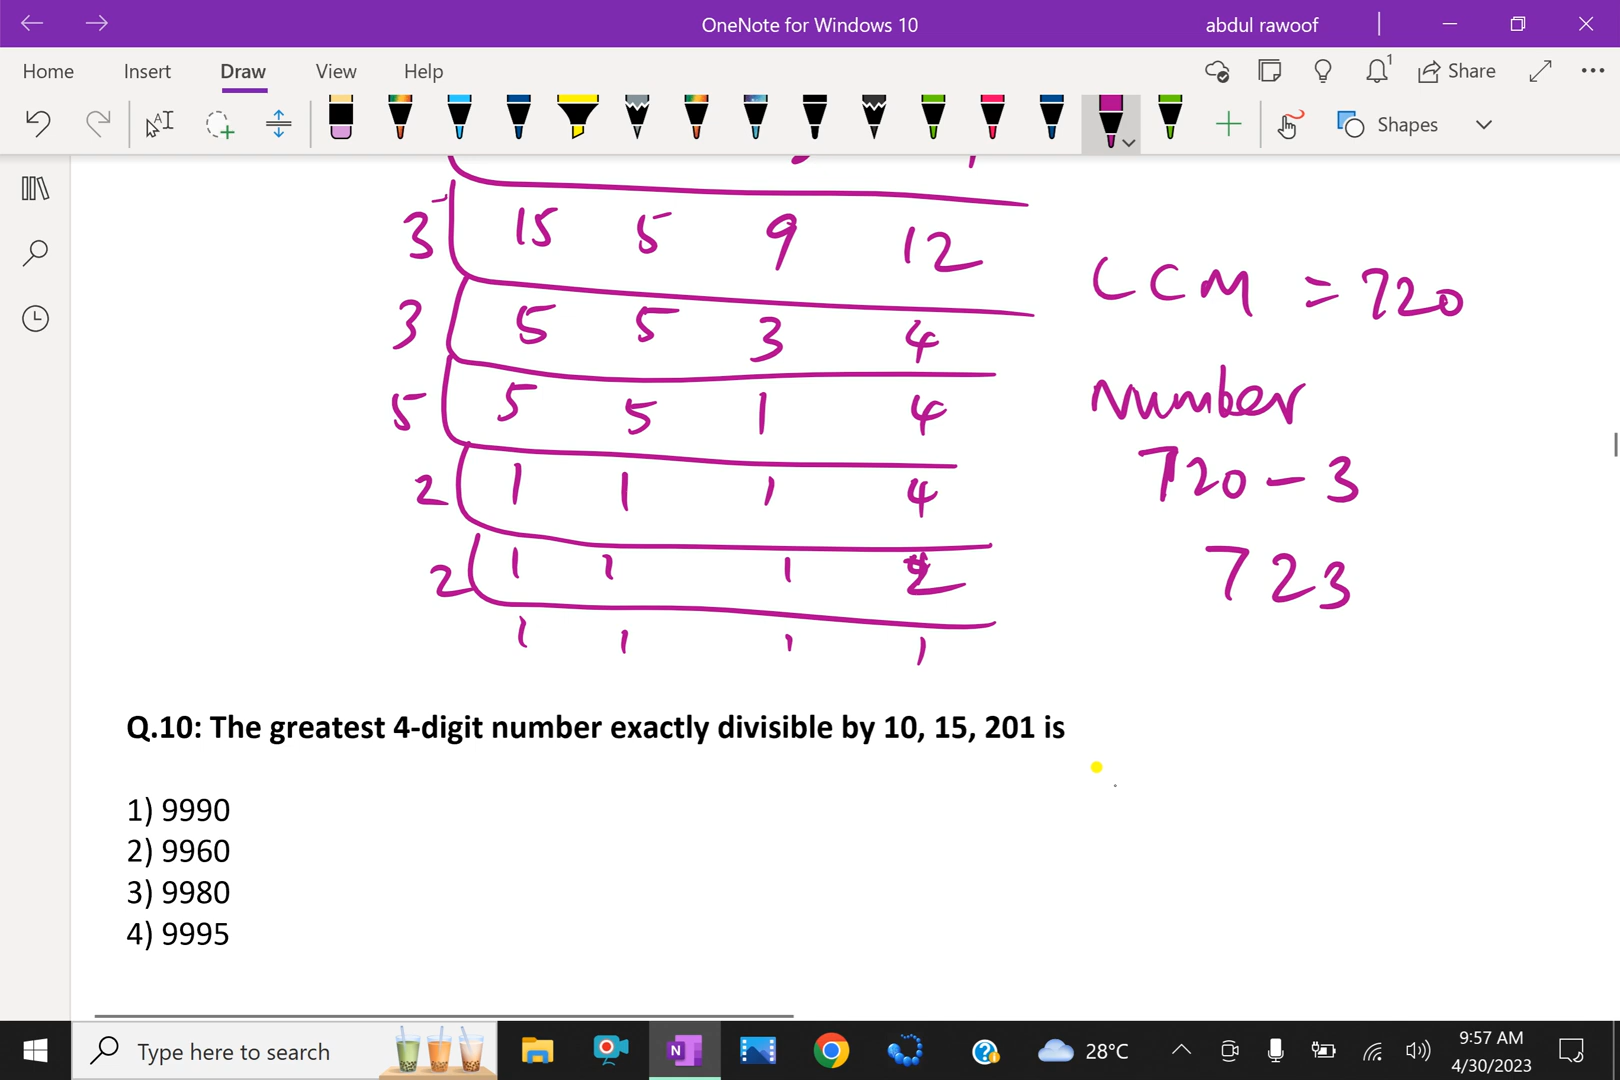 OneNote for Windows 10
abdul rawoof
Home Insert Draw View Help
1
Share
Shapes
3 15 5 9 12
3 5 5 3 4
5 5 5 1 4
2 1 1 1 4
2 1 1 1 2
1 1 1 1
LCM = 720
Number
720 - 3
723
Q.10: The greatest 4-digit number exactly divisible by 10, 15, 201 is
1) 9990
2) 9960
3) 9980
4) 9995
Type here to search
28°C
9:57 AM
4/30/2023